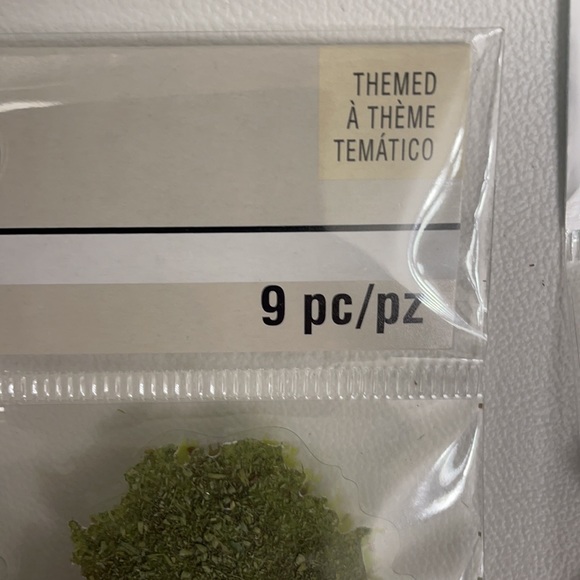 THEMED
À THÈME
TEMÁTICO
9 pc/pz